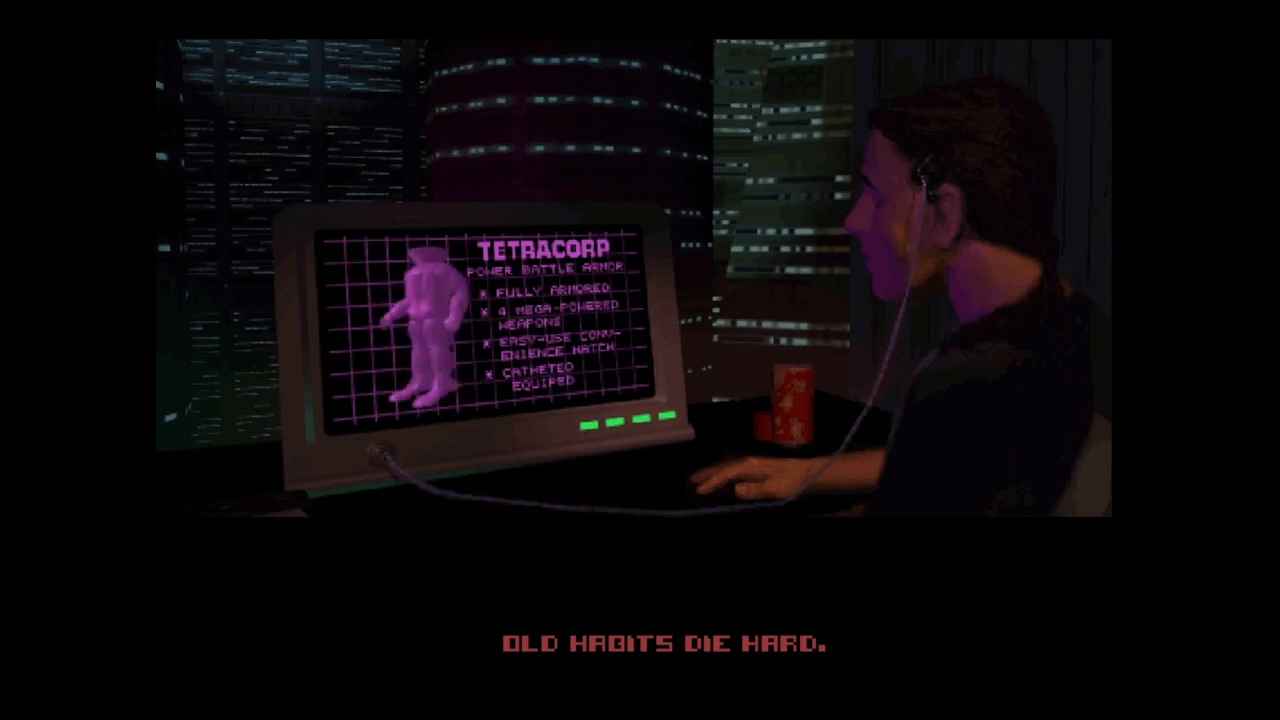 TETRACORP
POWER BATTLE ARMOR
* FULLY ARMORED
* 4 MEGA-POWERED
WEAPONS
* EASY-USE CONV-
ENIENCE HATCH
* CATHETED
EQUIPED
OLD HABITS DIE HARD.